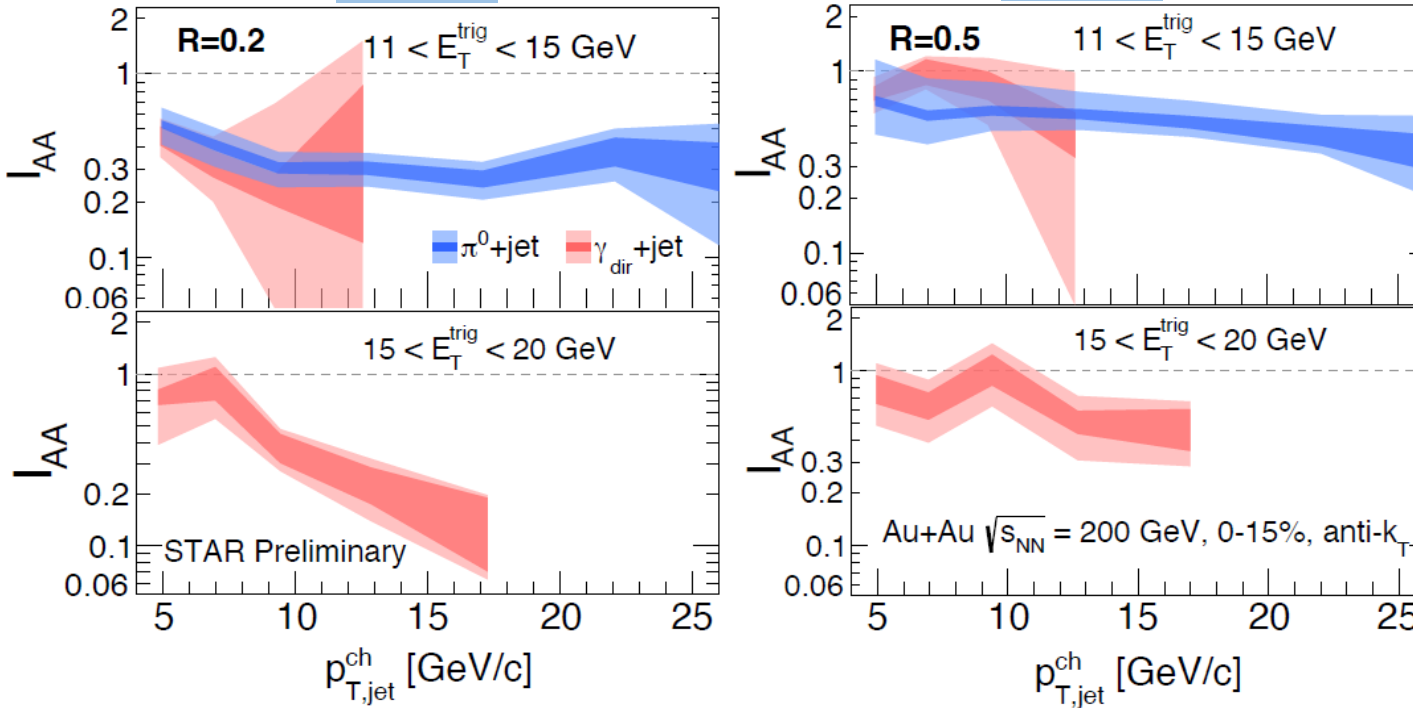 R=0.2
11 < E_T^trig < 15 GeV
2
1
0.3
0.2
0.1
0.06
I_AA
π^0+jet
γ_dir+jet
15 < E_T^trig < 20 GeV
2
1
0.2
0.1
0.06
I_AA
STAR Preliminary
5 10 15 20 25
p_T,jet^ch [GeV/c]
R=0.5
11 < E_T^trig < 15 GeV
2
1
0.3
0.2
0.1
0.06
I_AA
15 < E_T^trig < 20 GeV
2
1
0.3
0.2
0.1
0.06
I_AA
Au+Au √s_NN = 200 GeV, 0-15%, anti-k_T
5 10 15 20 25
p_T,jet^ch [GeV/c]